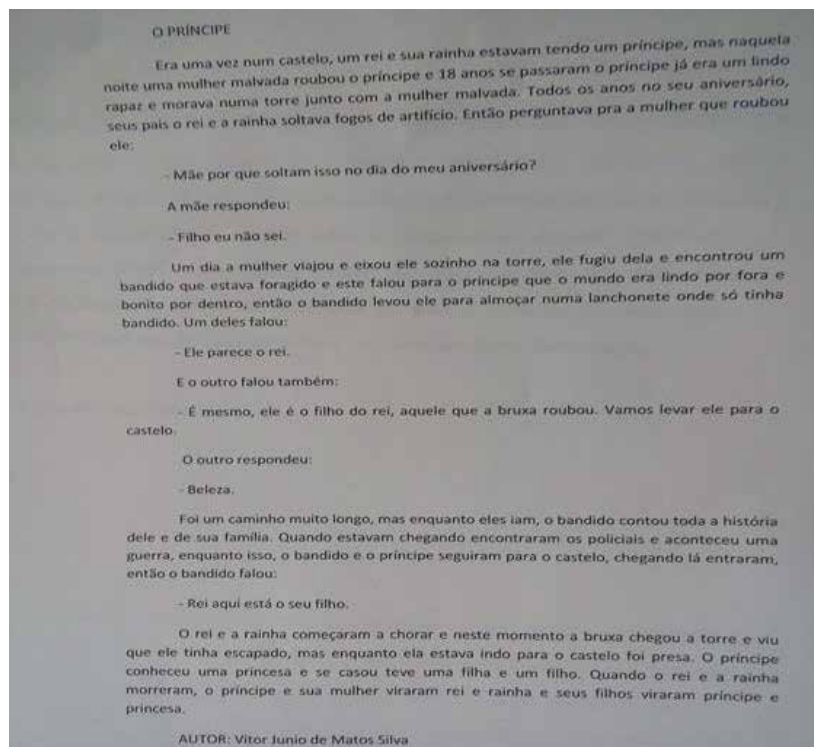 O PRÍNCIPE
Era uma vez num castelo, um rei e sua rainha estavam tendo um príncipe, mas naquela
noite uma mulher malvada roubou o príncipe e 18 anos se passaram o príncipe já era um lindo
rapaz e morava numa torre junto com a mulher malvada. Todos os anos no seu aniversário,
seus pais o rei e a rainha soltava fogos de artifício. Então perguntava pra a mulher que roubou
ele:
- Mãe por que soltam isso no dia do meu aniversário?
A mãe respondeu:
- Filho eu não sei.
Um dia a mulher viajou e eixou ele sozinho na torre, ele fugiu dela e encontrou um
bandido que estava foragido e este falou para o príncipe que o mundo era lindo por fora e
bonito por dentro, então o bandido levou ele para almoçar numa lanchonete onde só tinha
bandido. Um deles falou:
- Ele parece o rei.
E o outro falou também:
- É mesmo, ele é o filho do rei, aquele que a bruxa roubou. Vamos levar ele para o
castelo.
O outro respondeu:
- Beleza.
Foi um caminho muito longo, mas enquanto eles iam, o bandido contou toda a história
dele e de sua família. Quando estavam chegando encontraram os policiais e aconteceu uma
guerra, enquanto isso, o bandido e o príncipe seguiram para o castelo, chegando lá entraram,
então o bandido falou:
- Rei aqui está o seu filho.
O rei e a rainha começaram a chorar e neste momento a bruxa chegou a torre e viu
que ele tinha escapado, mas enquanto ela estava indo para o castelo foi presa. O príncipe
conheceu uma princesa e se casou teve uma filha e um filho. Quando o rei e a rainha
morreram, o príncipe e sua mulher viraram rei e rainha e seus filhos viraram príncipe e
princesa.
AUTOR: Vitor Junio de Matos Silva